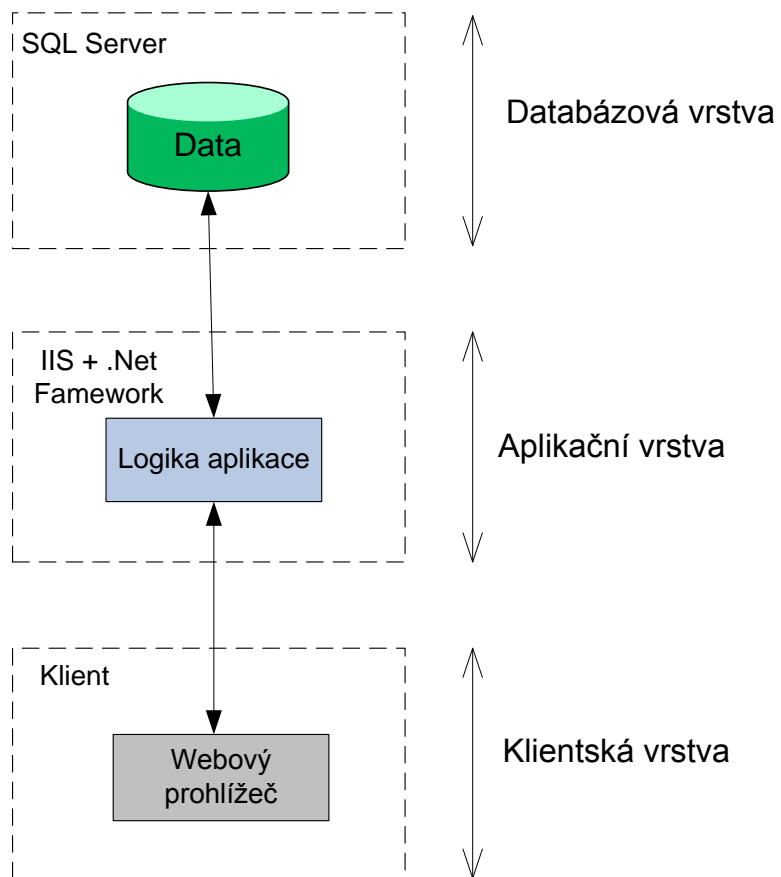 SQL Server
Data
Databázová vrstva
IIS + .Net
Famework
Logika aplikace
Aplikační vrstva
Klient
Webový
prohlížeč
Klientská vrstva